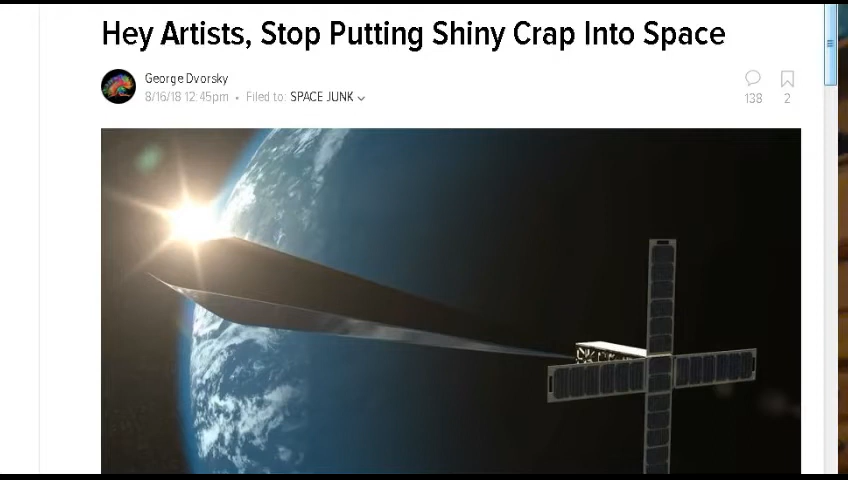 Hey Artists, Stop Putting Shiny Crap Into Space
George Dvorsky
8/16/18 12:45pm • Filed to: SPACE JUNK
138 2